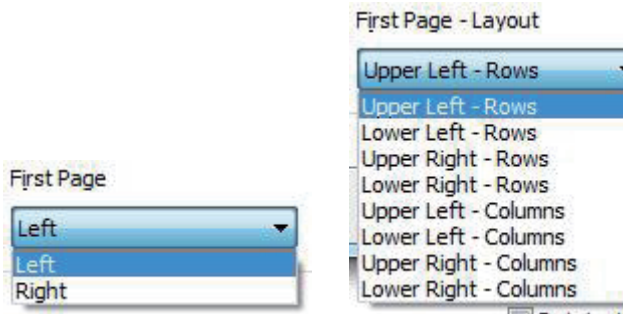 First Page - Layout
Upper Left - Rows
Upper Left - Rows
Lower Left - Rows
Upper Right - Rows
Lower Right - Rows
Upper Left - Columns
Lower Left - Columns
Upper Right - Columns
Lower Right - Columns
First Page
Left
Left
Right